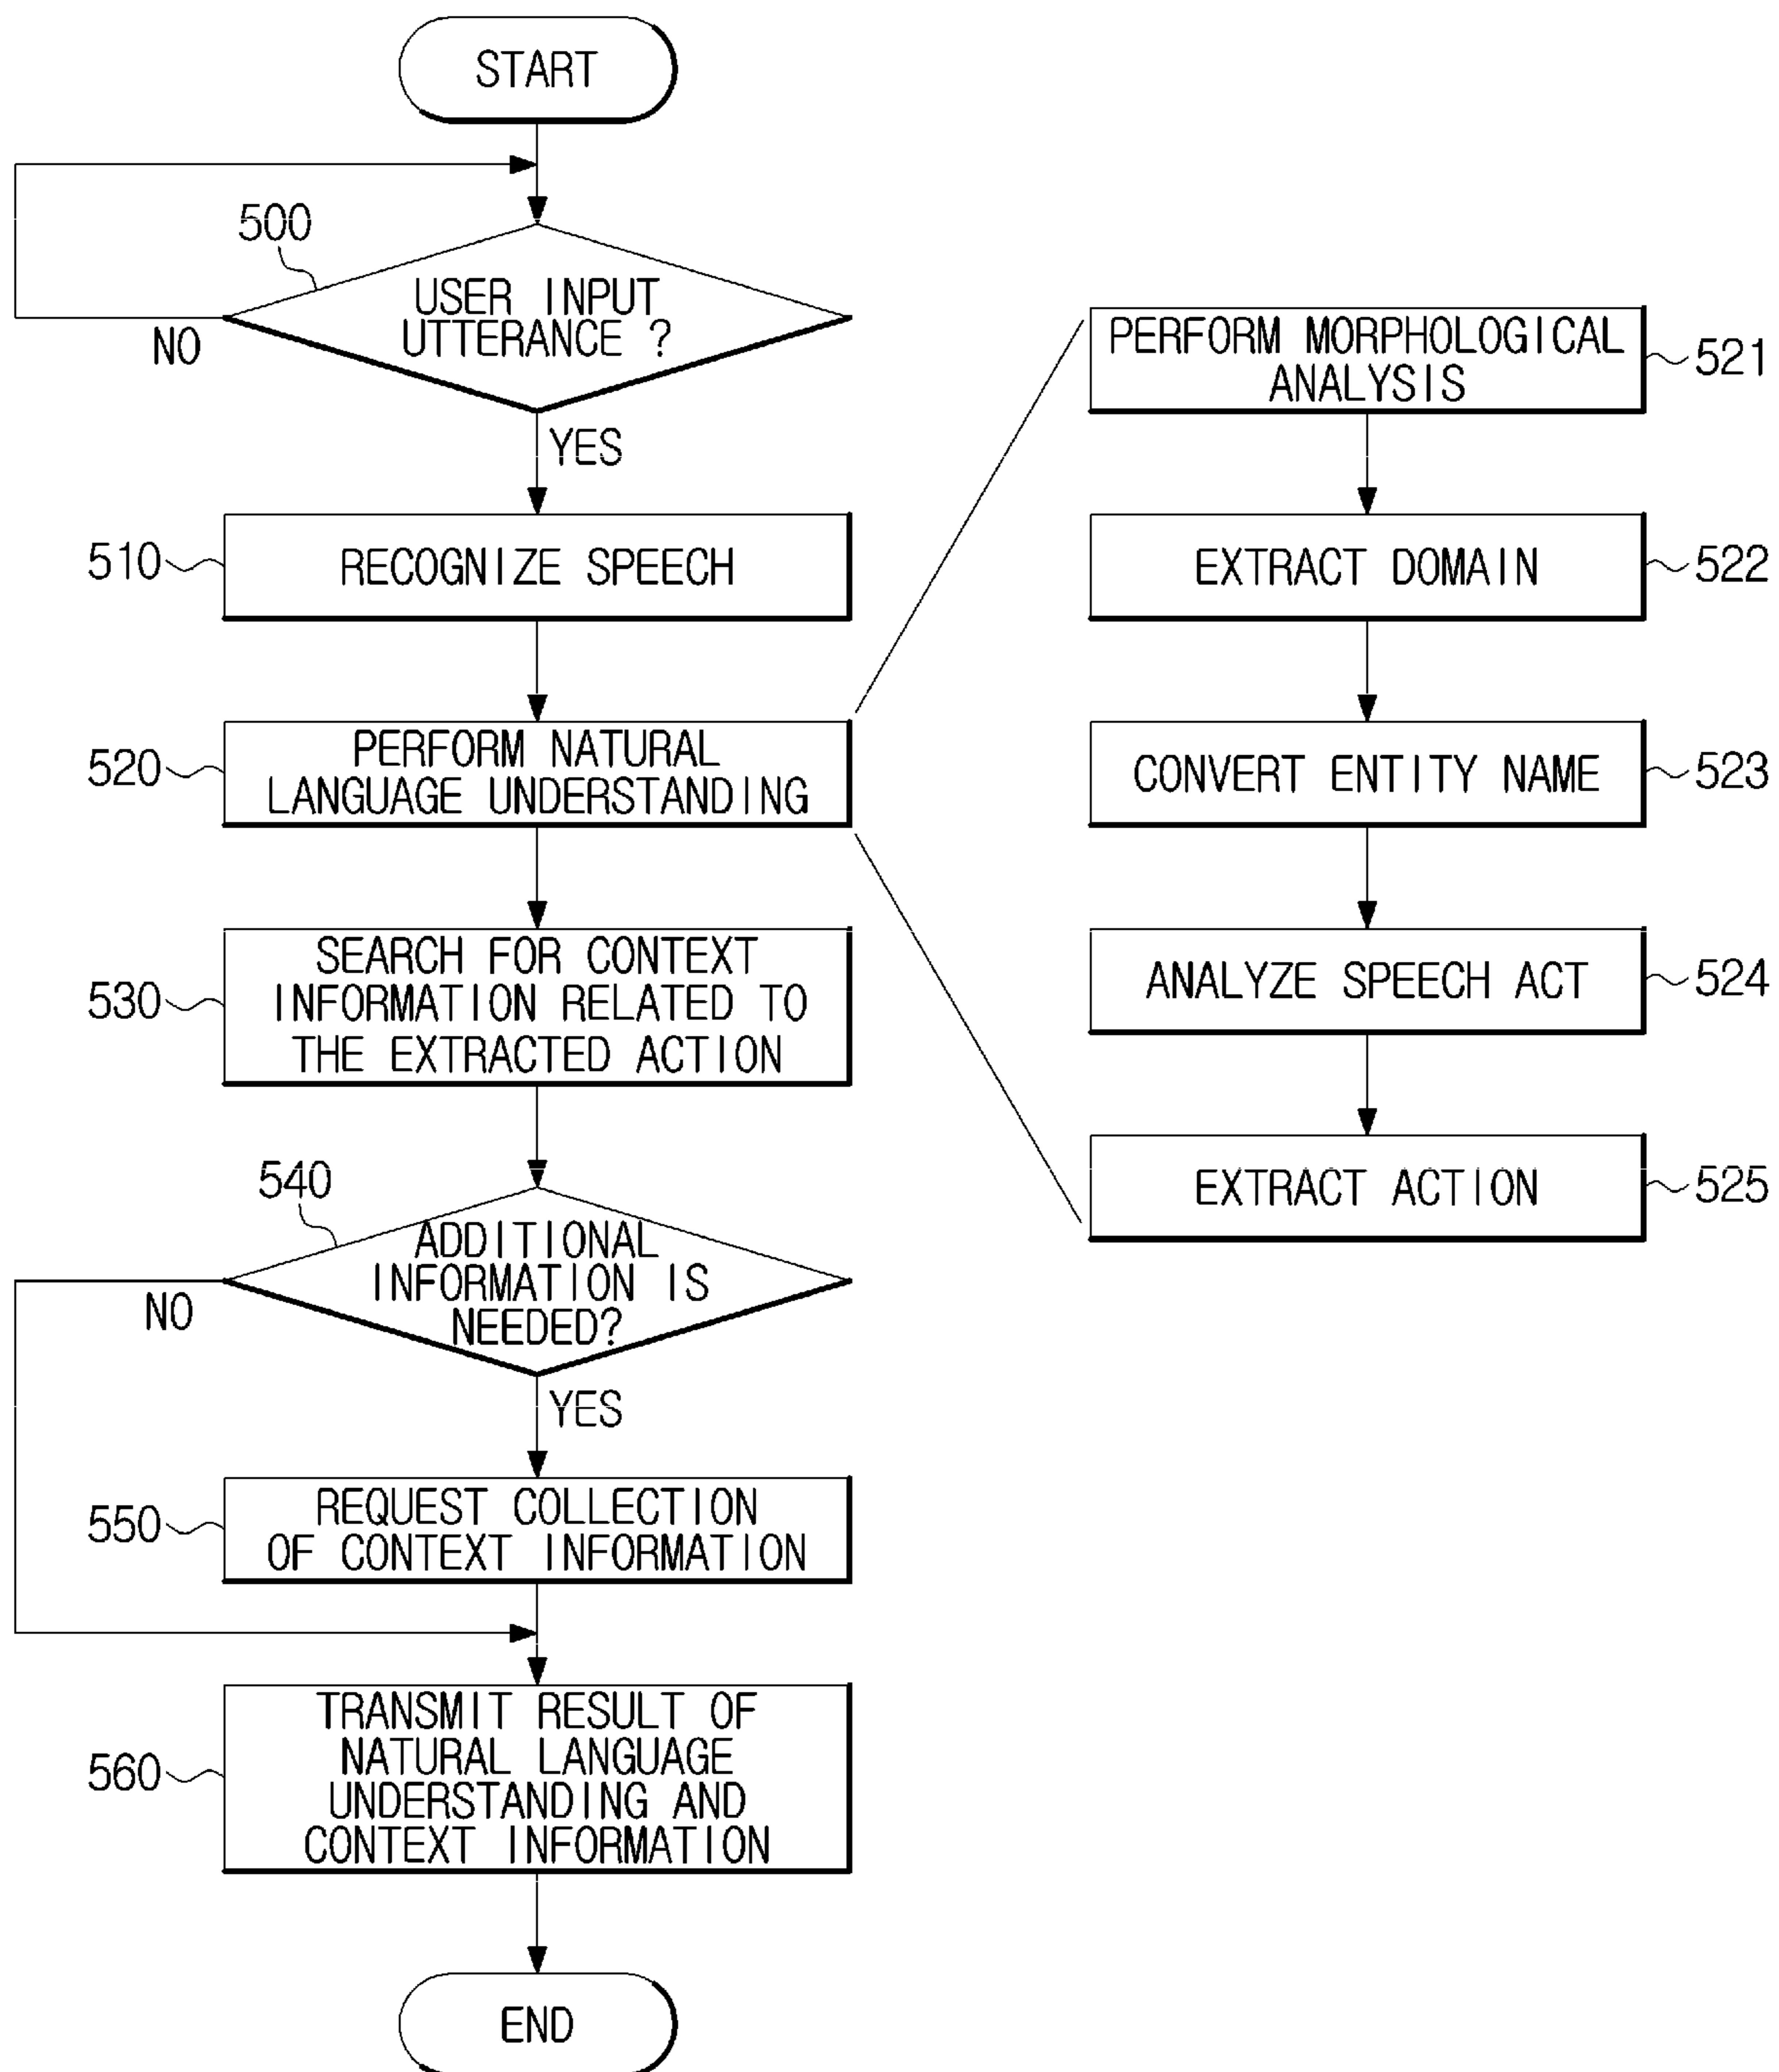 START
500
USER INPUT
UTTERANCE ?
NO
YES
510
RECOGNIZE SPEECH
520
PERFORM NATURAL
LANGUAGE UNDERSTANDING
530
SEARCH FOR CONTEXT
INFORMATION RELATED TO
THE EXTRACTED ACTION
540
ADDITIONAL
INFORMATION IS
NEEDED?
NO
YES
550
REQUEST COLLECTION
OF CONTEXT INFORMATION
560
TRANSMIT RESULT OF
NATURAL LANGUAGE
UNDERSTANDING AND
CONTEXT INFORMATION
END
PERFORM MORPHOLOGICAL
ANALYSIS
521
EXTRACT DOMAIN
522
CONVERT ENTITY NAME
523
ANALYZE SPEECH ACT
524
EXTRACT ACTION
525